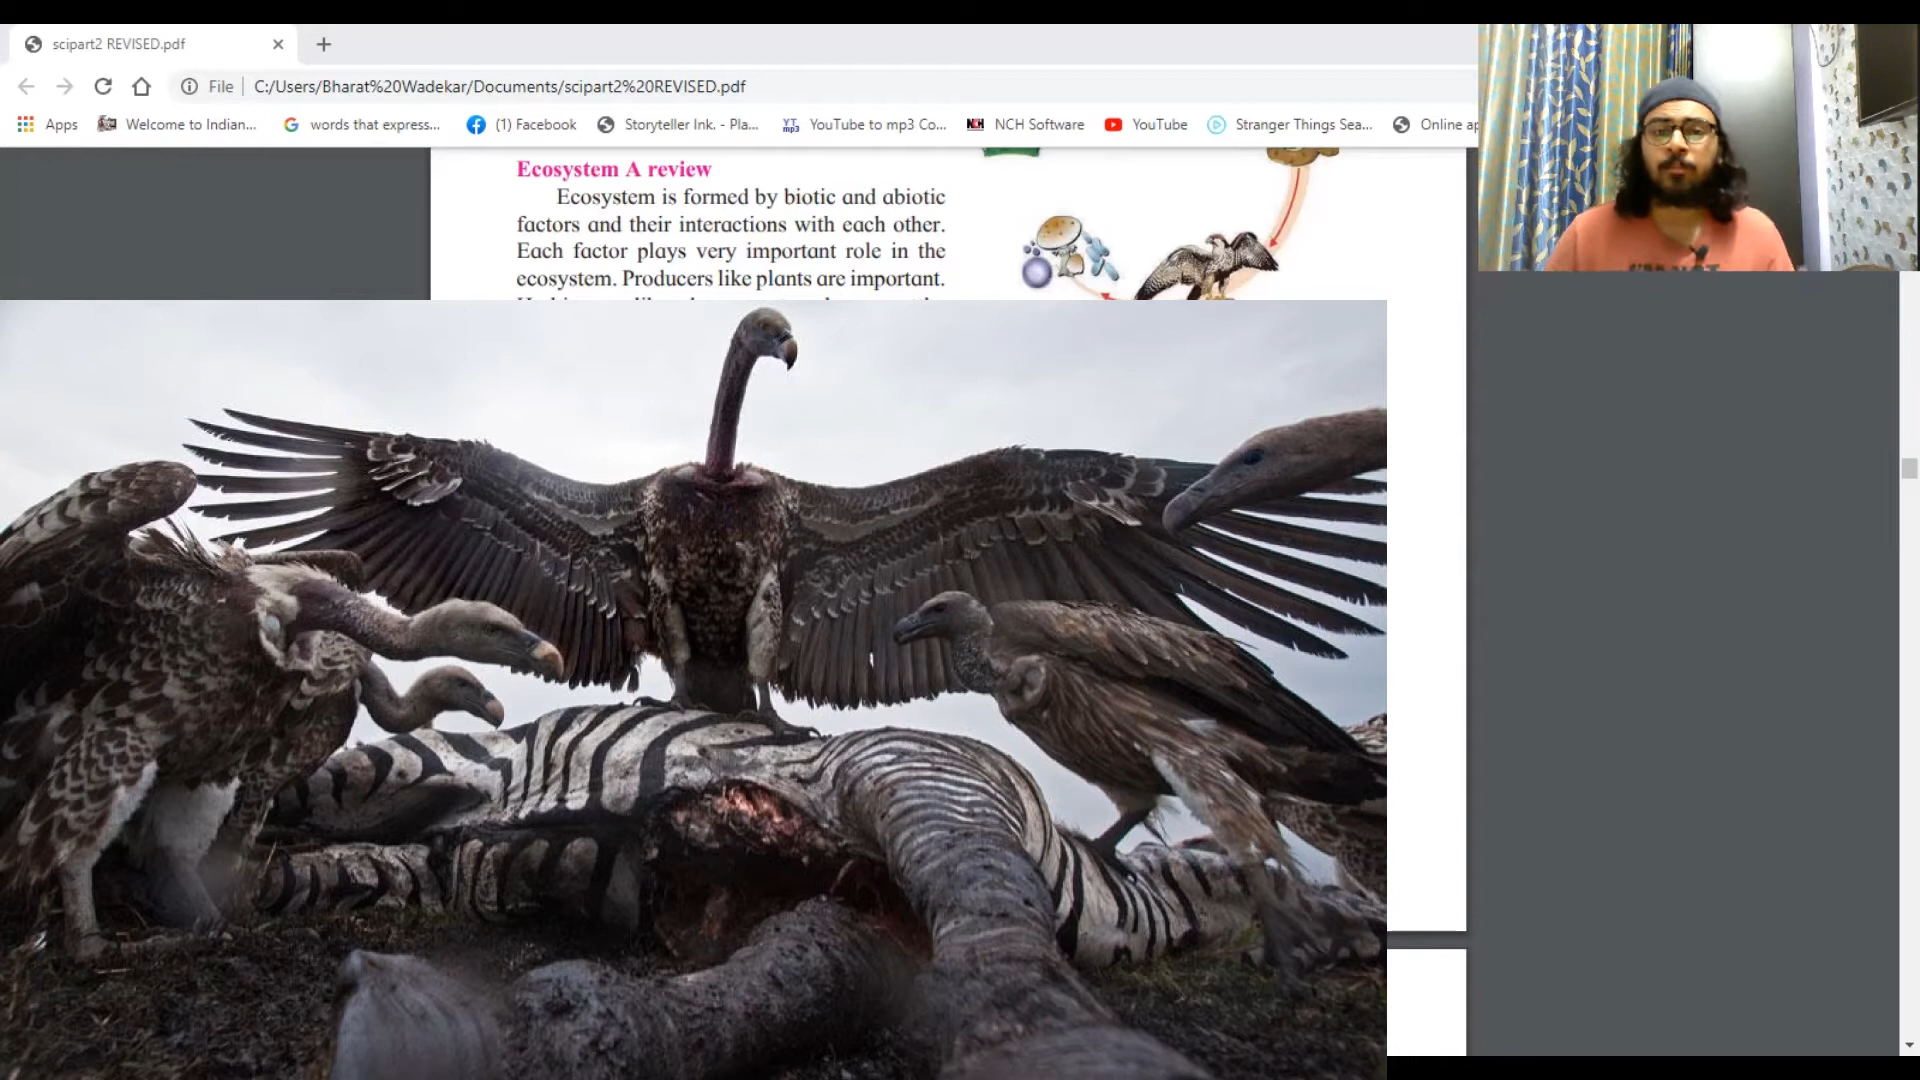 scipart2 REVISED.pdf
File C:/Users/Bharat%20Wadekar/Documents/scipart2%20REVISED.pdf
Apps Welcome to Indian... words that express... (1) Facebook Storyteller Ink. - Pla... YT mp3 YouTube to mp3 Co... NCH NCH Software YouTube Stranger Things Sea... Online ap
Ecosystem A review
Ecosystem is formed by biotic and abiotic
factors and their interactions with each other.
Each factor plays very important role in the
ecosystem. Producers like plants are important.